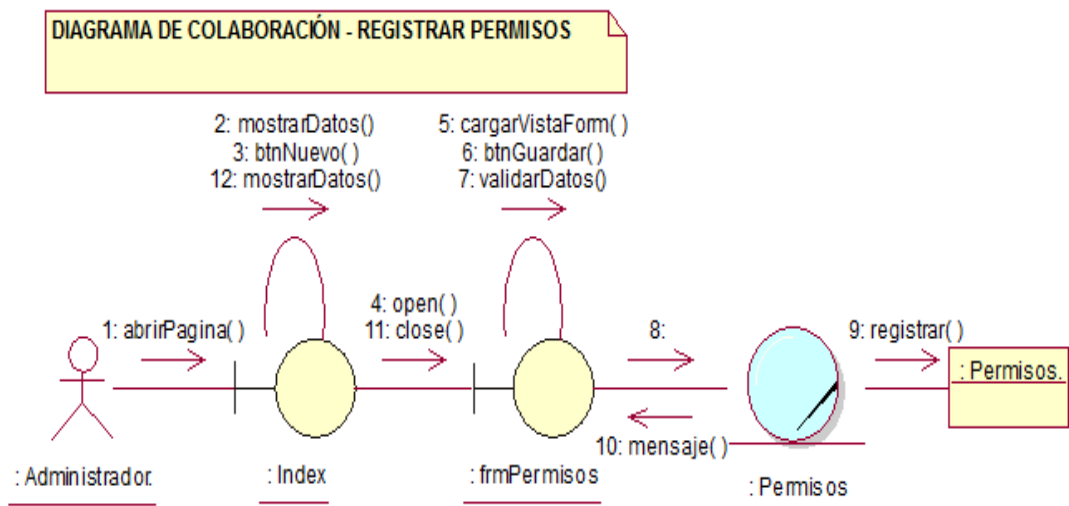 DIAGRAMA DE COLABORACIÓN - REGISTRAR PERMISOS
2: mostrarDatos()
3: btnNuevo( )
12: mostrarDatos()
5: cargarVistaForm( )
6: btnGuardar( )
7: validarDatos()
1: abrirPagina( )
4: open( )
11: close( )
8:
9: registrar( )
: Permisos.
10: mensaje( )
: Administrador.
: Index
: frmPermisos
: Permisos